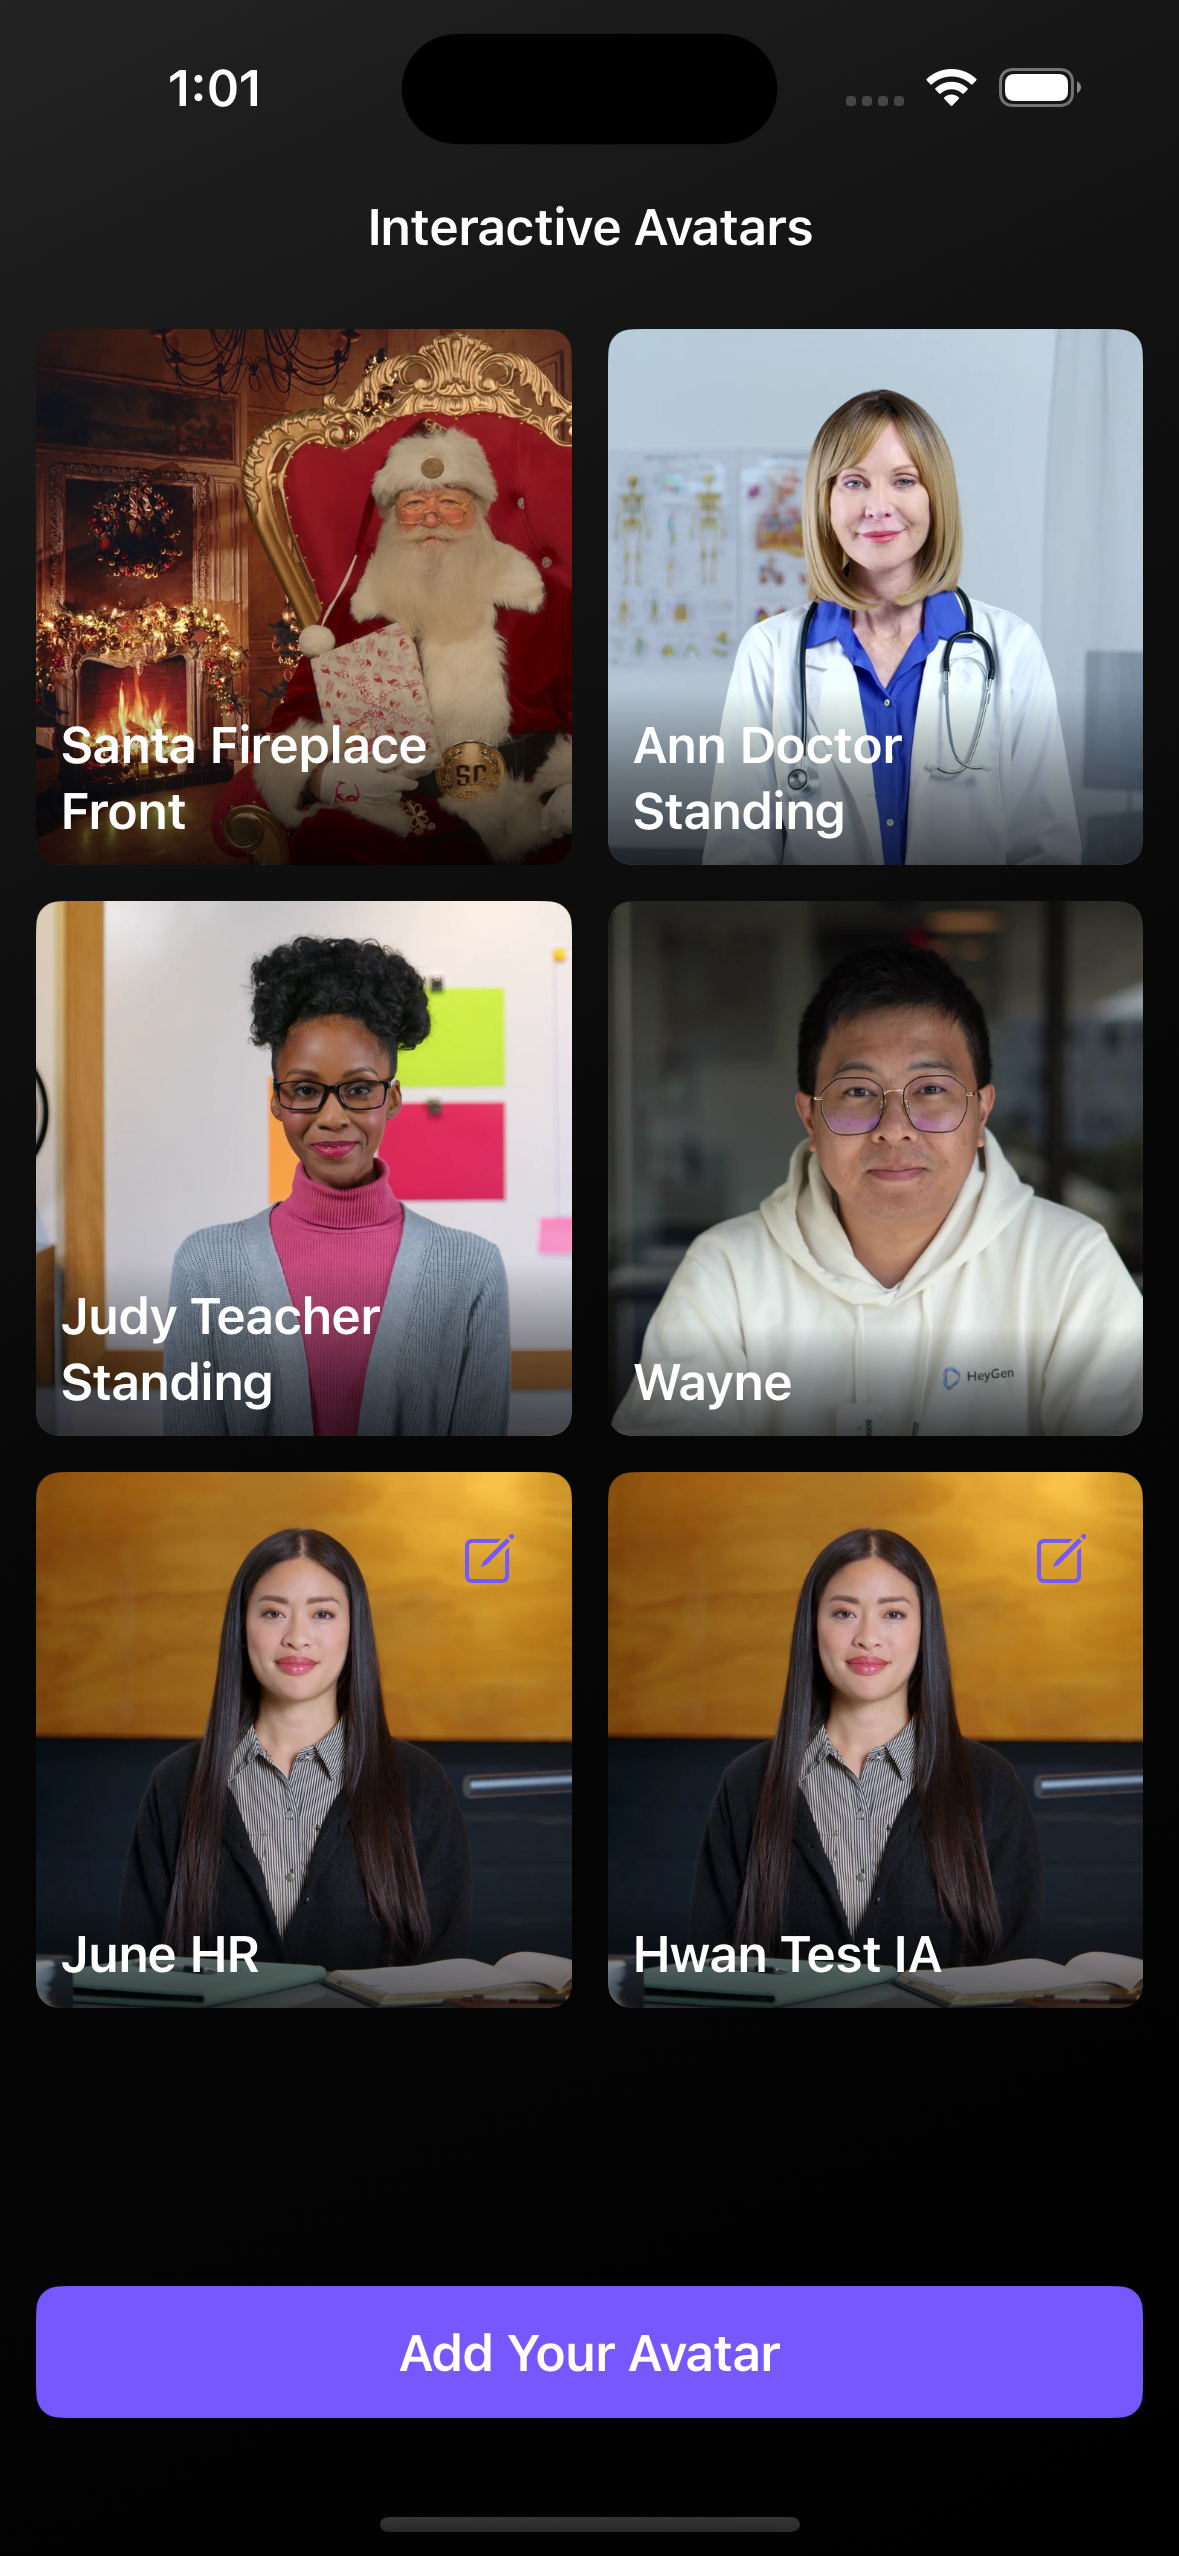 1:01
Interactive Avatars
SC
Santa Fireplace
Front
Ann Doctor
Standing
Judy Teacher
Standing
HeyGen
Wayne
June HR
Hwan Test IA
Add Your Avatar